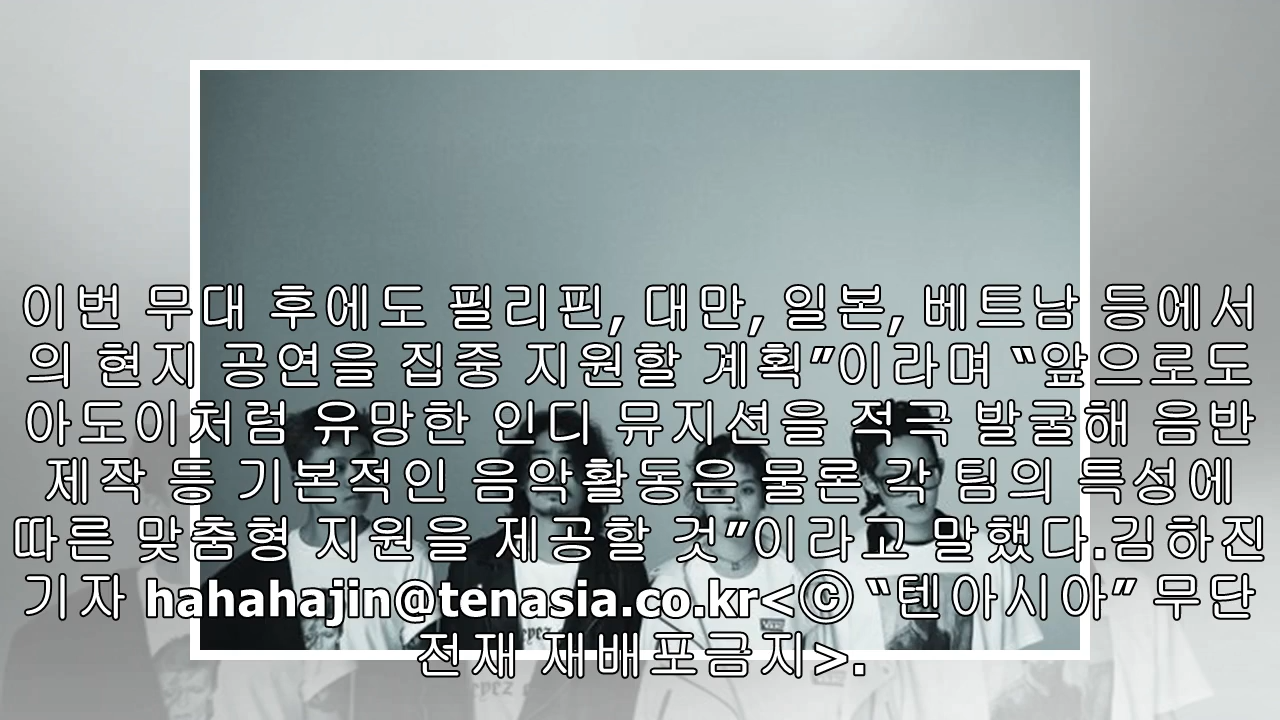 이번 무대 후에도 필리핀, 대만, 일본, 베트남 등에서
의 현지 공연을 집중 지원할 계획”이라며 “앞으로도
아도이처럼 유망한 인디 뮤지션을 적극 발굴해 음반
제작 등 기본적인 음악활동은 물론 각 팀의 특성에
따른 맞춤형 지원을 제공할 것”이라고 말했다.김하진
기자 hahahajin@tenasia.co.kr<ⓒ “텐아시아” 무단
전재 재배포금지>.